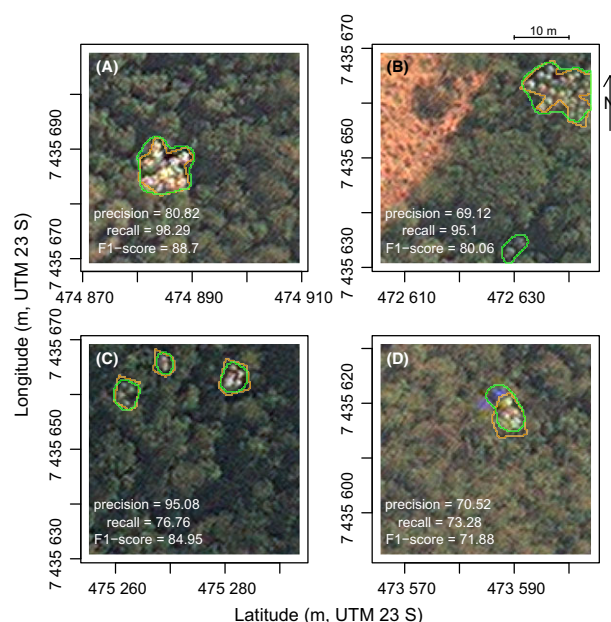 10 m
(A)
(B)
N
7 435 690
7 435 670
precision = 80.82
recall = 98.29
F1−score = 88.7
474 870
474 890
474 910
7 435 670
7 435 650
7 435 630
precision = 69.12
recall = 95.1
F1−score = 80.06
472 610
472 630
Longitude (m, UTM 23 S)
(C)
(D)
7 435 670
7 435 650
7 435 630
precision = 95.08
recall = 76.76
F1−score = 84.95
475 260
475 280
7 435 620
7 435 600
precision = 70.52
recall = 73.28
F1−score = 71.88
473 570
473 590
Latitude (m, UTM 23 S)